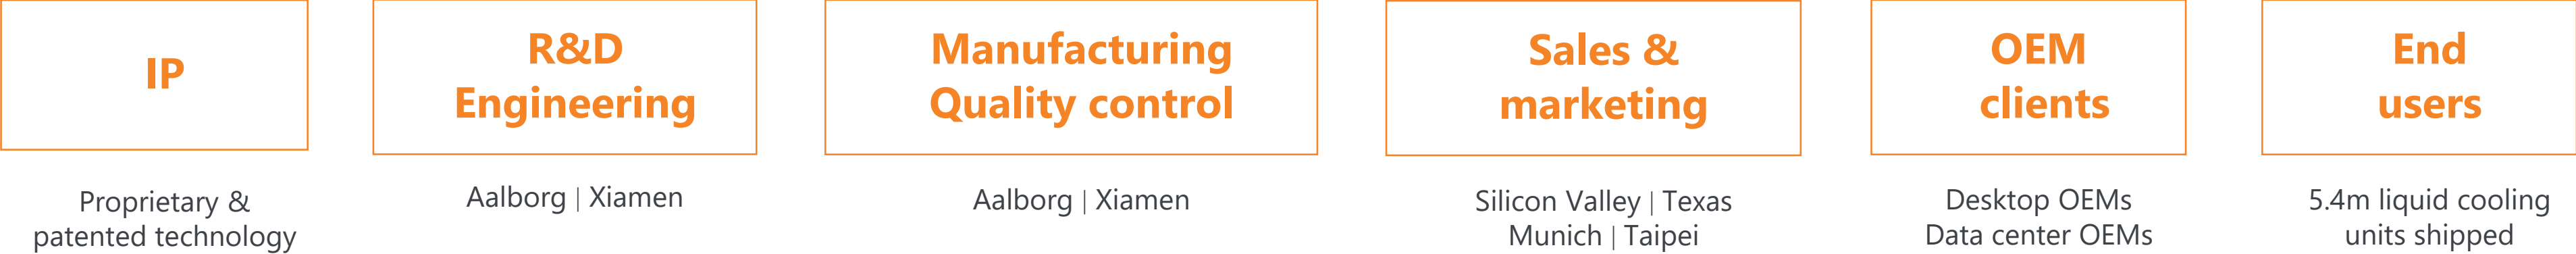 IP
Proprietary &
patented technology
R&D
Engineering
Aalborg | Xiamen
Manufacturing
Quality control
Aalborg | Xiamen
Sales &
marketing
Silicon Valley | Texas
Munich | Taipei
OEM
clients
Desktop OEMs
Data center OEMs
End
users
5.4m liquid cooling
units shipped